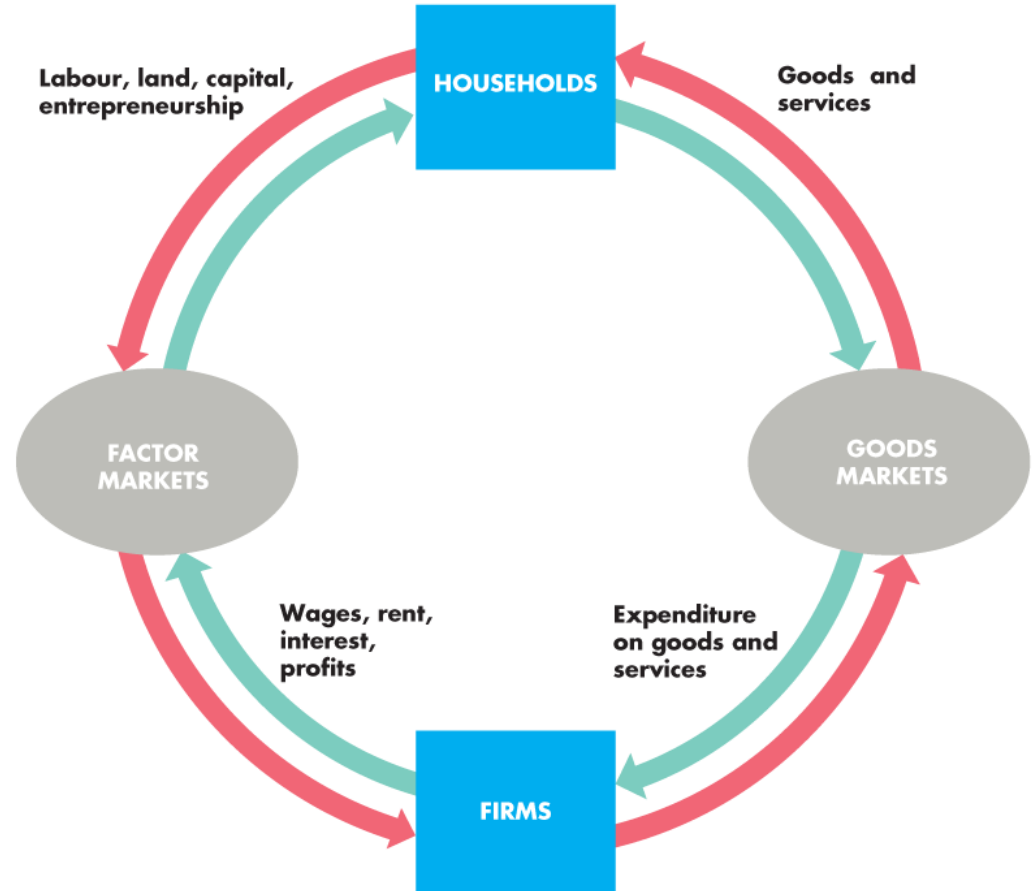 Labour, land, capital,
entrepreneurship
HOUSEHOLDS
Goods and
services
FACTOR
MARKETS
GOODS
MARKETS
Wages, rent,
interest,
profits
Expenditure
on goods and
services
FIRMS